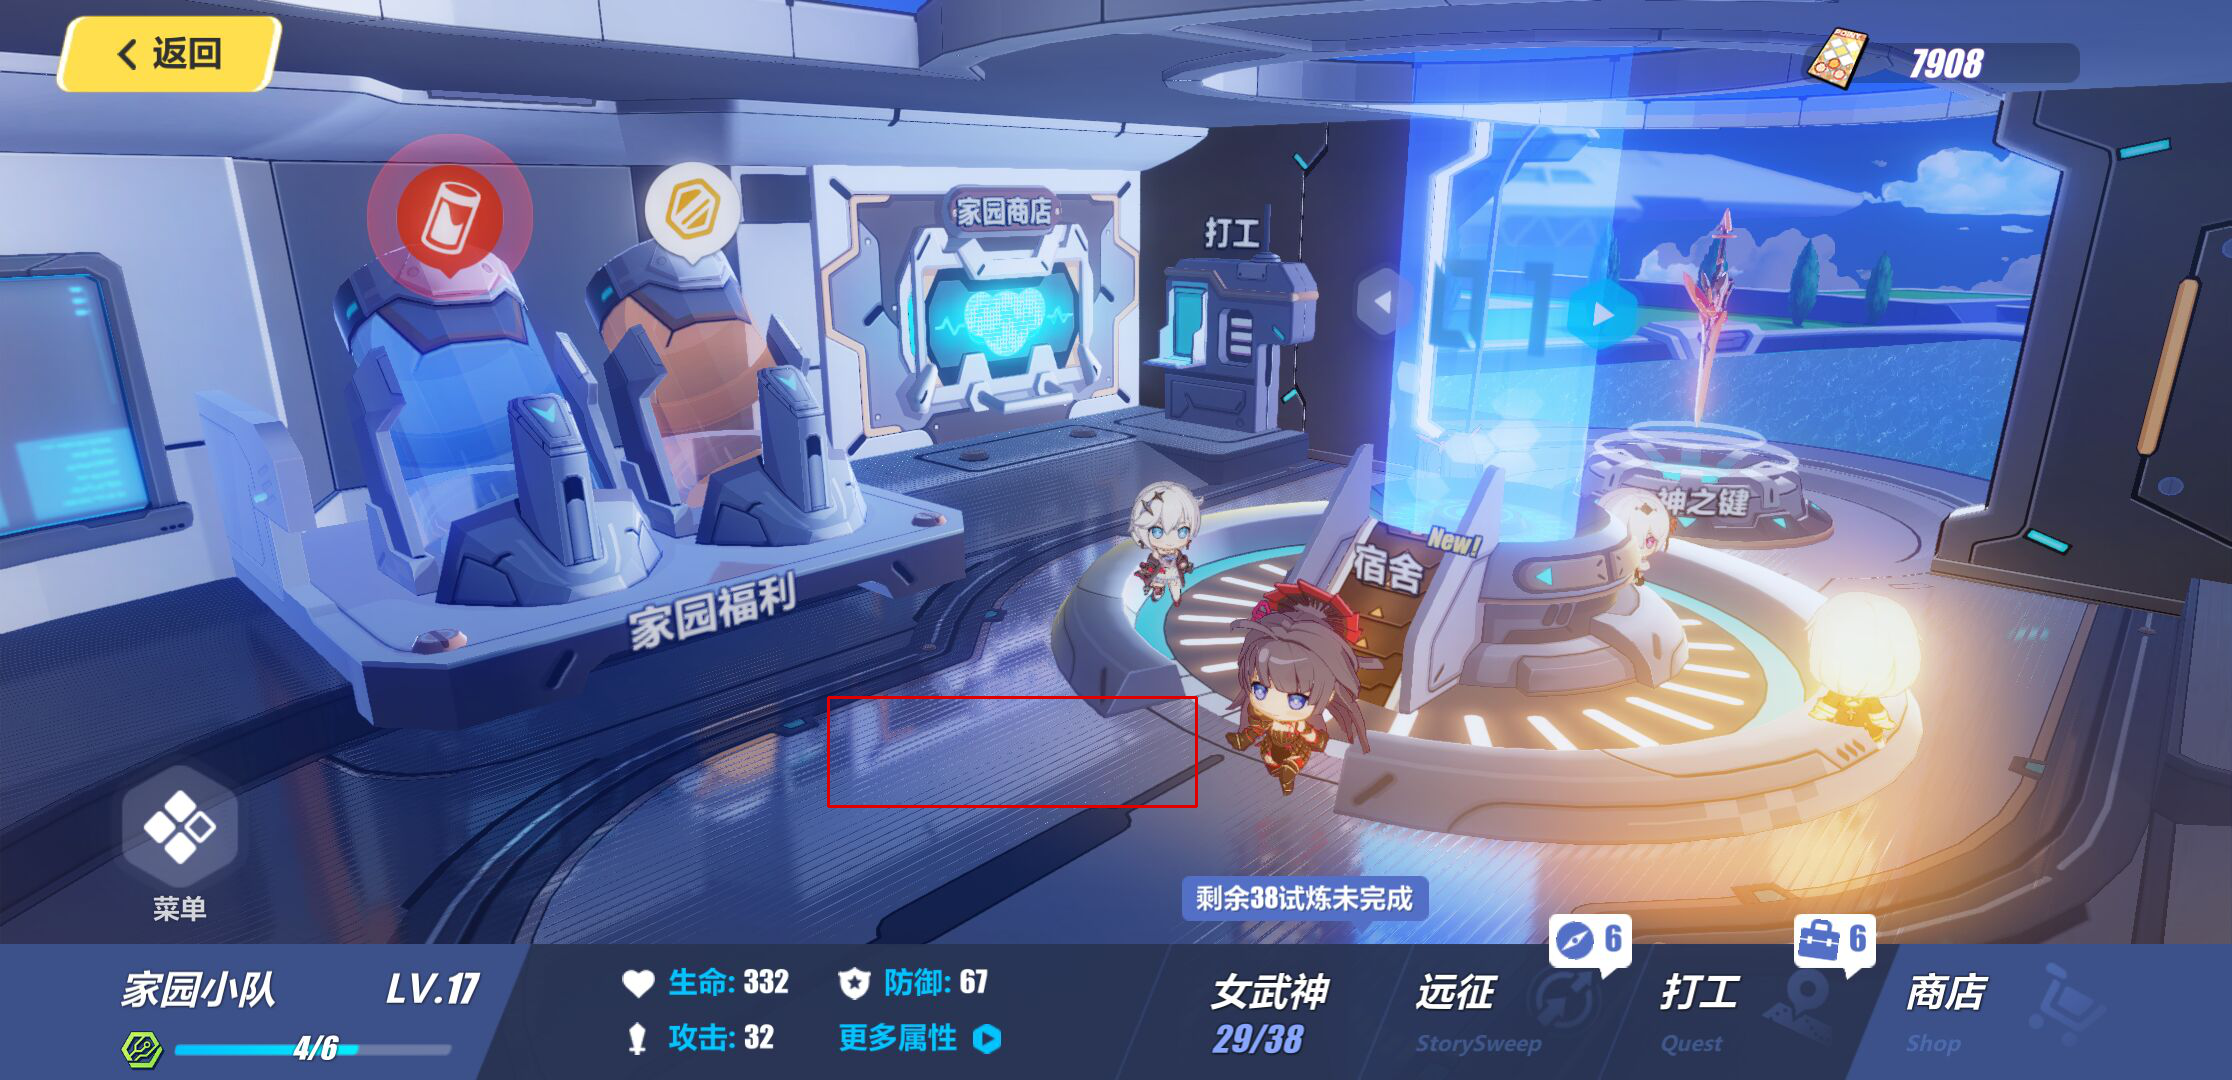 返回
7908
家园商店
打工
神之键
New!
宿舍
家园福利
菜单
剩余38试炼未完成
6
6
家园小队 LV.17
4/6
生命: 332 防御: 67
攻击: 32 更多属性
女武神
29/38
远征
StorySweep
打工
Quest
商店
Shop